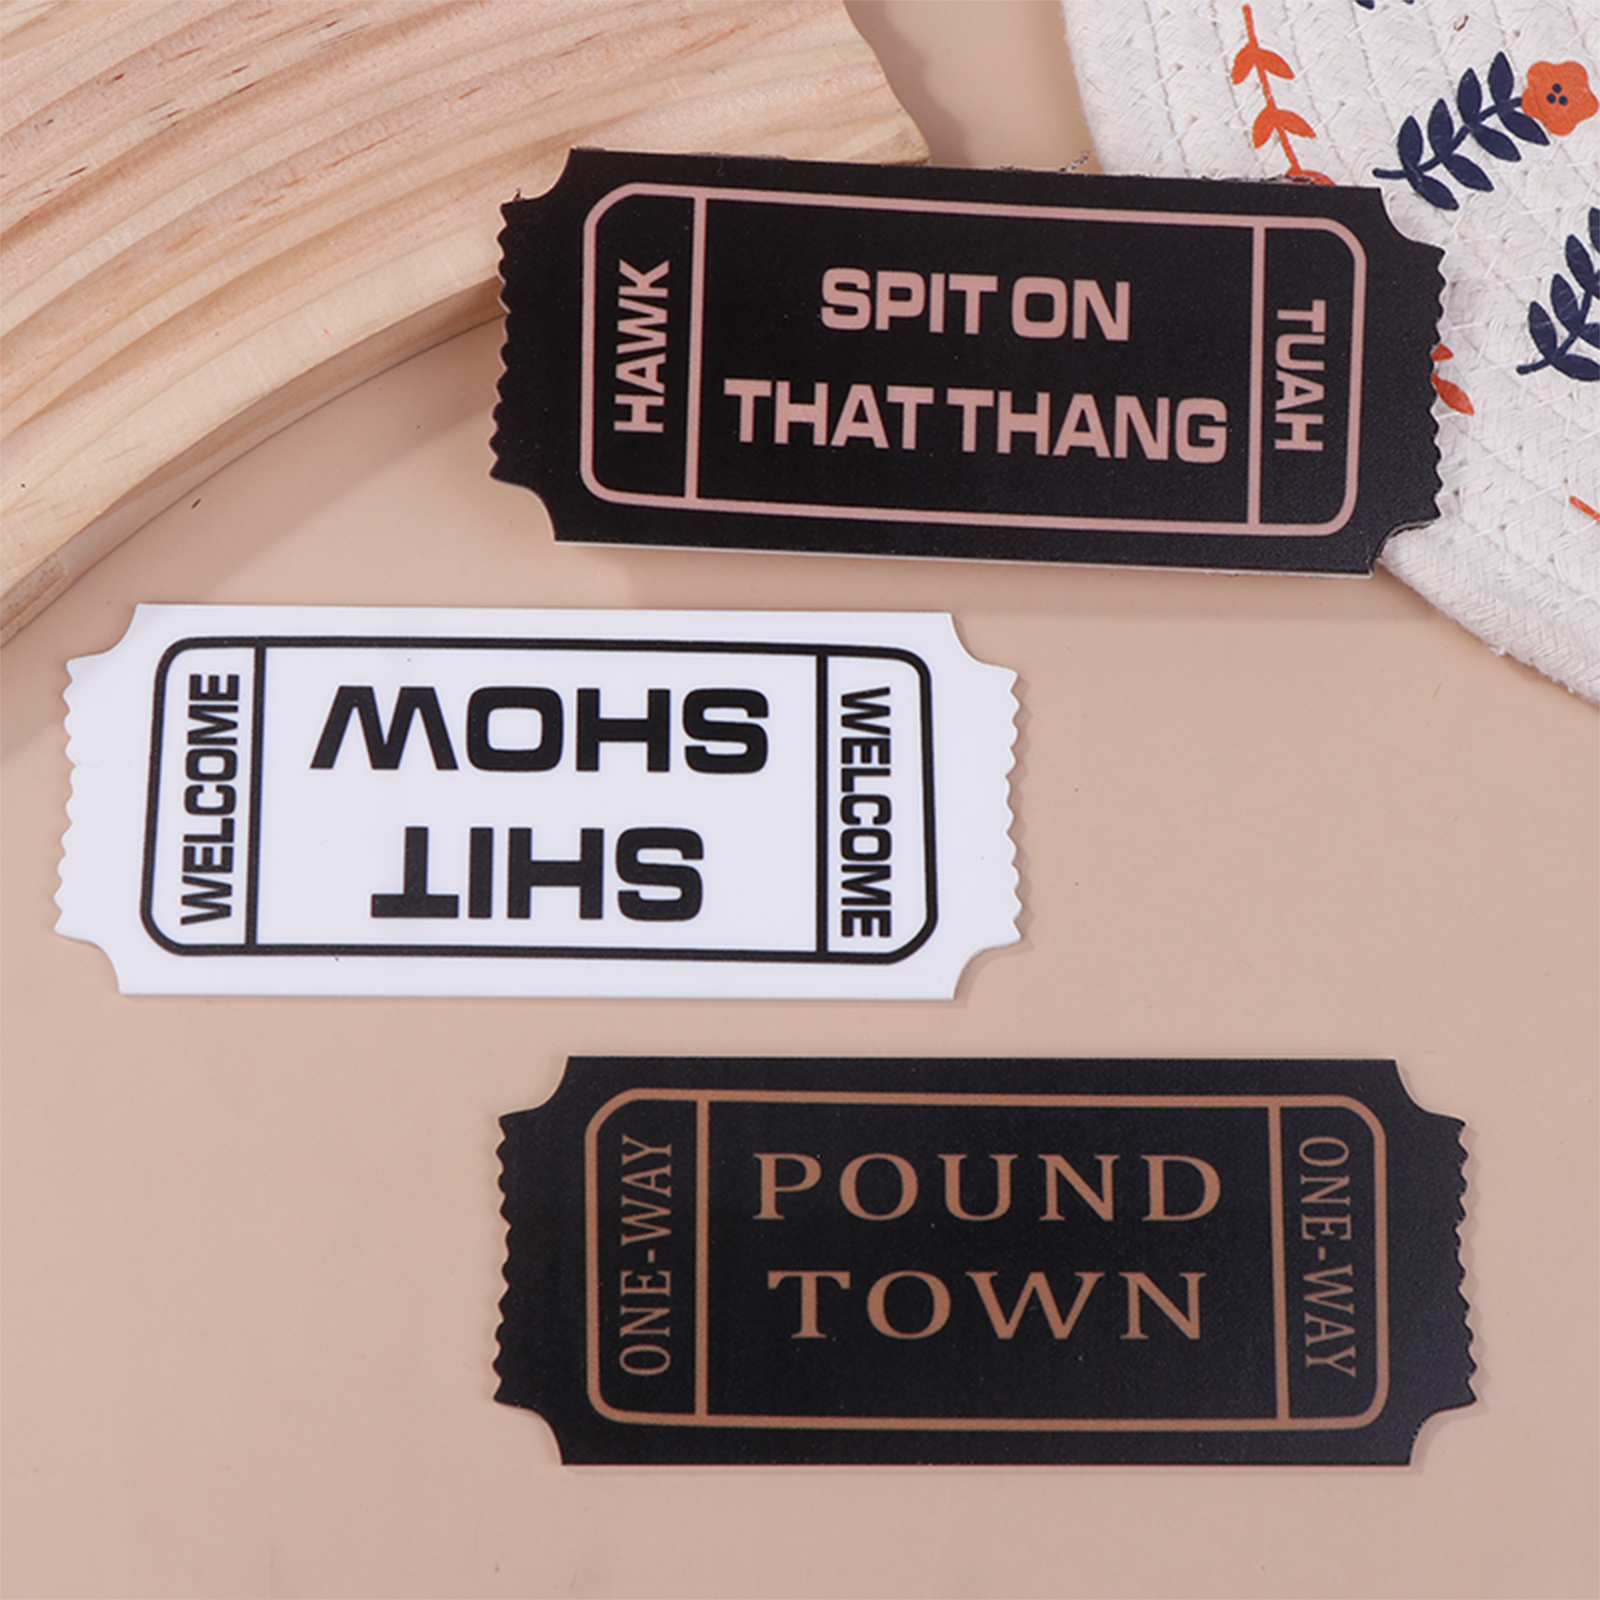 HAWK
SPIT ON
THAT THANG
TUAH
WELCOME
SHIT
SHOW
WELCOME
ONE-WAY
POUND
TOWN
ONE-WAY